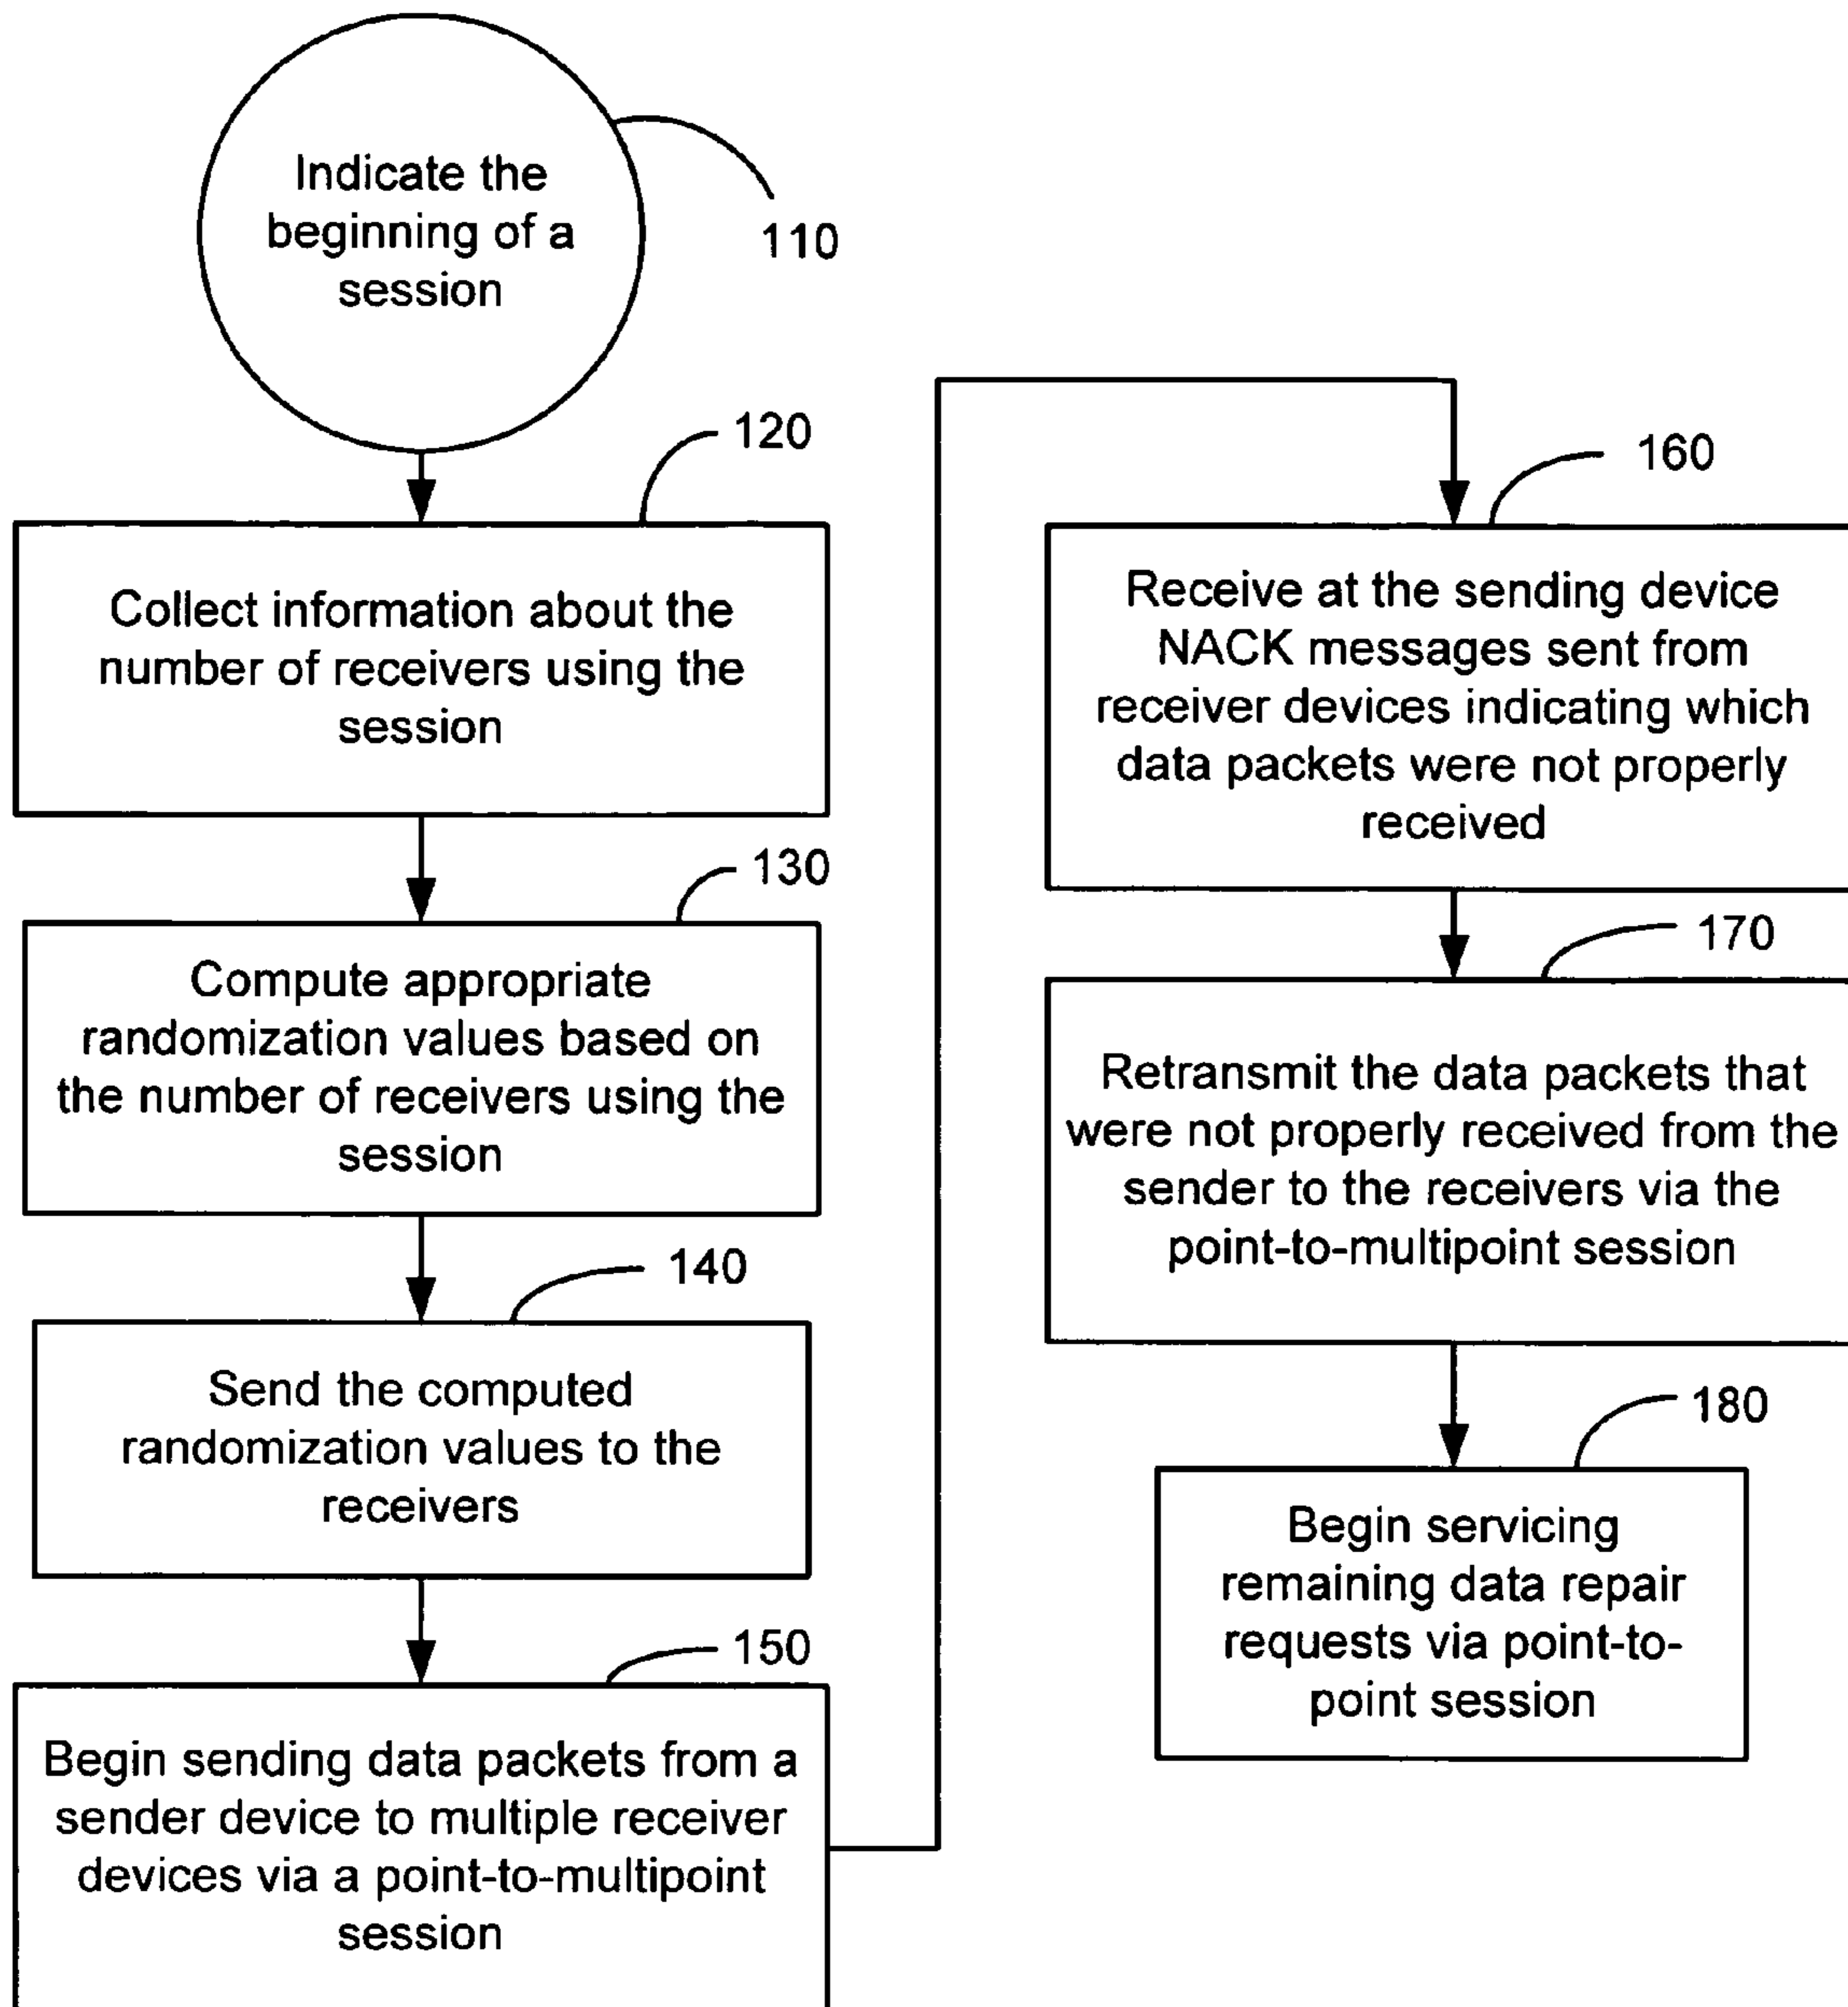 Indicate the
beginning of a
session
110
120
Collect information about the
number of receivers using the
session
130
Compute appropriate
randomization values based on
the number of receivers using the
session
140
Send the computed
randomization values to the
receivers
150
Begin sending data packets from a
sender device to multiple receiver
devices via a point-to-multipoint
session
160
Receive at the sending device
NACK messages sent from
receiver devices indicating which
data packets were not properly
received
170
Retransmit the data packets that
were not properly received from the
sender to the receivers via the
point-to-multipoint session
180
Begin servicing
remaining data repair
requests via point-to-
point session